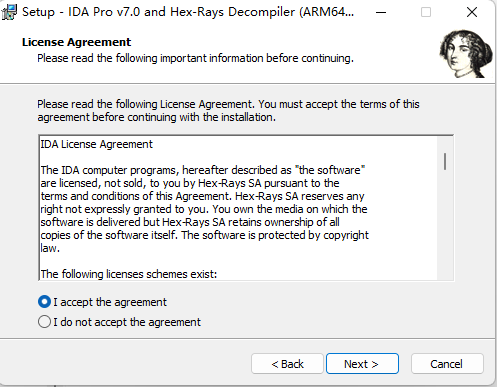 Setup - IDA Pro v7.0 and Hex-Rays Decompiler (ARM64...
License Agreement
Please read the following important information before continuing.
Please read the following License Agreement. You must accept the terms of this
agreement before continuing with the installation.
IDA License Agreement
The IDA computer programs, hereafter described as "the software"
are licensed, not sold, to you by Hex-Rays SA pursuant to the
terms and conditions of this Agreement. Hex-Rays SA reserves any
right not expressly granted to you. You own the media on which the
software is delivered but Hex-Rays SA retains ownership of all
copies of the software itself. The software is protected by copyright
law.
The following licenses schemes exist:
I accept the agreement
I do not accept the agreement
< Back
Next >
Cancel